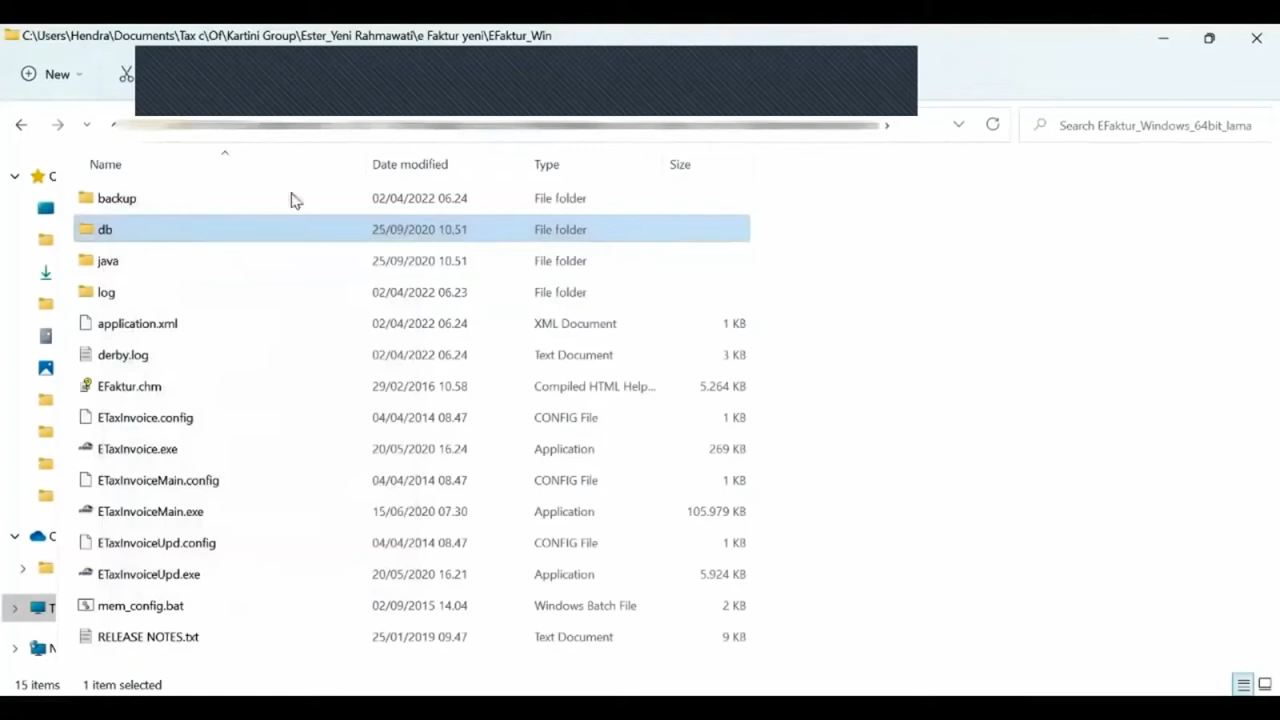 C:\Users\Hendra\Documents\Tax c\Of\Kartini Group\Ester_Yeni Rahmawati\e Faktur yeni\EFaktur_Win
New
Search EFaktur_Windows_64bit_lama
Name Date modified Type Size
backup 02/04/2022 06.24 File folder
db 25/09/2020 10.51 File folder
java 25/09/2020 10.51 File folder
log 02/04/2022 06.23 File folder
application.xml 02/04/2022 06.24 XML Document 1 KB
derby.log 02/04/2022 06.24 Text Document 3 KB
EFaktur.chm 29/02/2016 10.58 Compiled HTML Help... 5.264 KB
ETaxInvoice.config 04/04/2014 08.47 CONFIG File 1 KB
ETaxInvoice.exe 20/05/2020 16.24 Application 269 KB
ETaxInvoiceMain.config 04/04/2014 08.47 CONFIG File 1 KB
ETaxInvoiceMain.exe 15/06/2020 07.30 Application 105.979 KB
ETaxInvoiceUpd.config 04/04/2014 08.47 CONFIG File 1 KB
ETaxInvoiceUpd.exe 20/05/2020 16.21 Application 5.924 KB
mem_config.bat 02/09/2015 14.04 Windows Batch File 2 KB
RELEASE NOTES.txt 25/01/2019 09.47 Text Document 9 KB
15 items 1 item selected